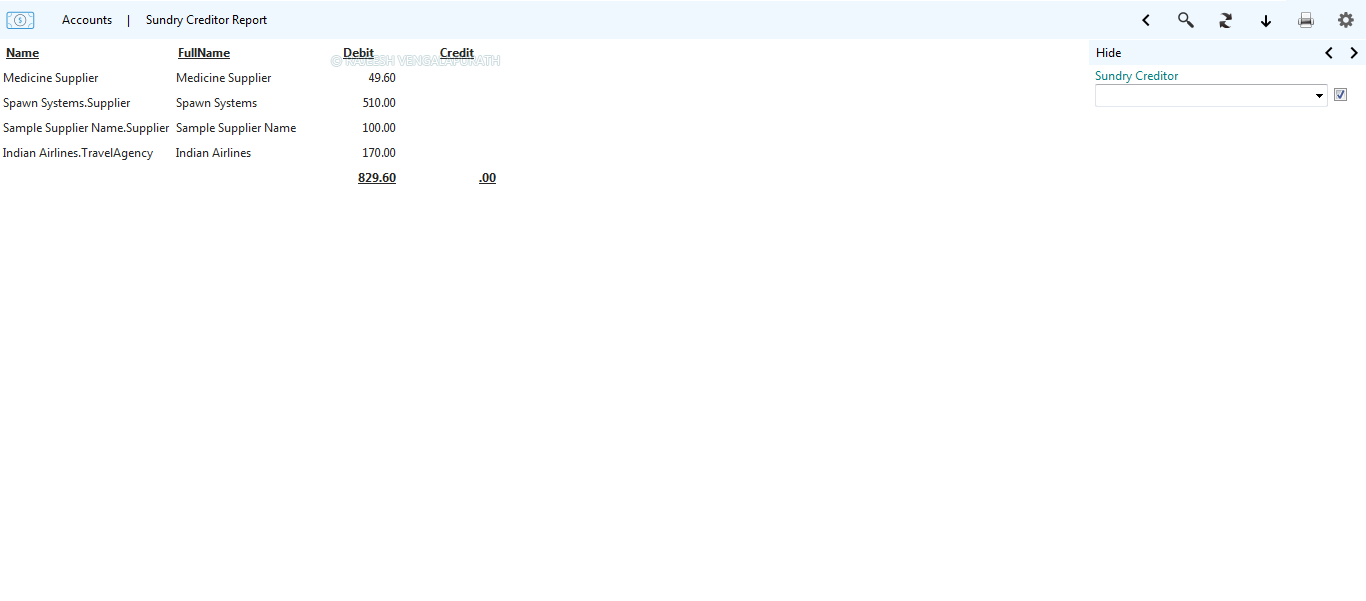 Accounts | Sundry Creditor Report
Hide
Sundry Creditor
Name FullName Debit Credit
© RAJEESH VENGALAPURATH
Medicine Supplier Medicine Supplier 49.60
Spawn Systems.Supplier Spawn Systems 510.00
Sample Supplier Name.Supplier Sample Supplier Name 100.00
Indian Airlines.TravelAgency Indian Airlines 170.00
829.60 .00